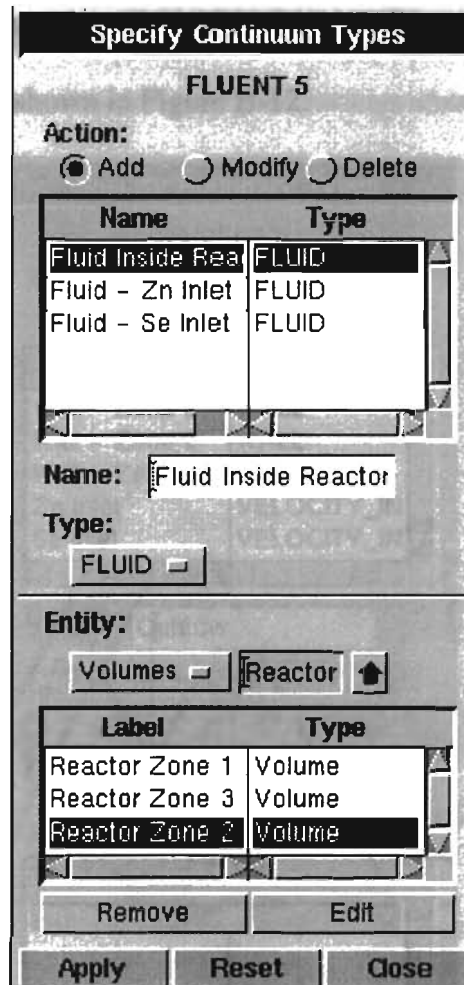 Specify Continuum Types
FLUENT 5
Action:
Add Modify Delete
Name Type
Fluid Inside Rea FLUID
Fluid - Zn Inlet FLUID
Fluid - Se Inlet FLUID
Name: Fluid Inside Reactor
Type:
FLUID
Entity:
Volumes Reactor
Label Type
Reactor Zone 1 Volume
Reactor Zone 3 Volume
Reactor Zone 2 Volume
Remove Edit
Apply Reset Close